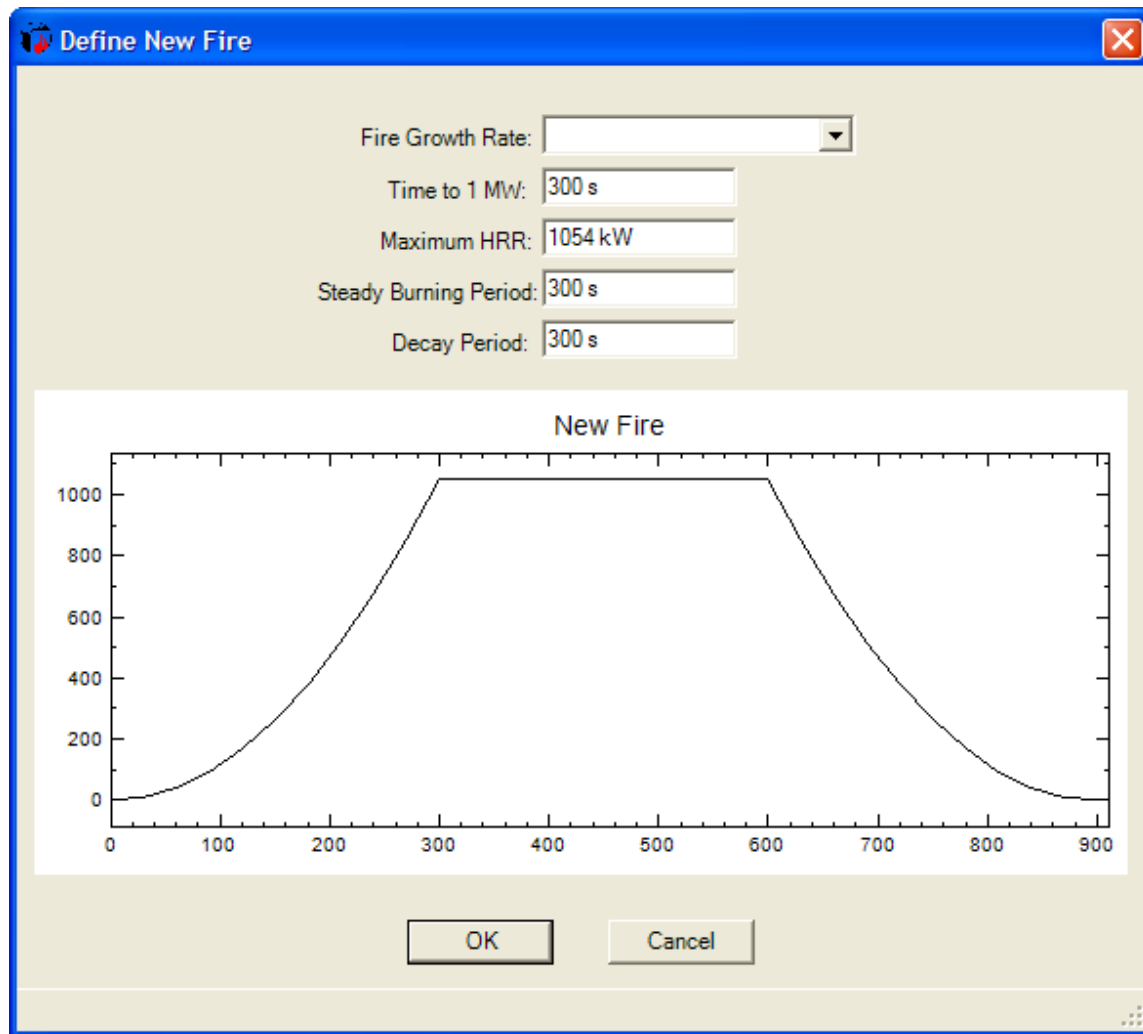 Define New Fire
Fire Growth Rate:
Time to 1 MW: 300 s
Maximum HRR: 1054 kW
Steady Burning Period: 300 s
Decay Period: 300 s
New Fire
1000
800
600
400
200
0
0 100 200 300 400 500 600 700 800 900
OK Cancel